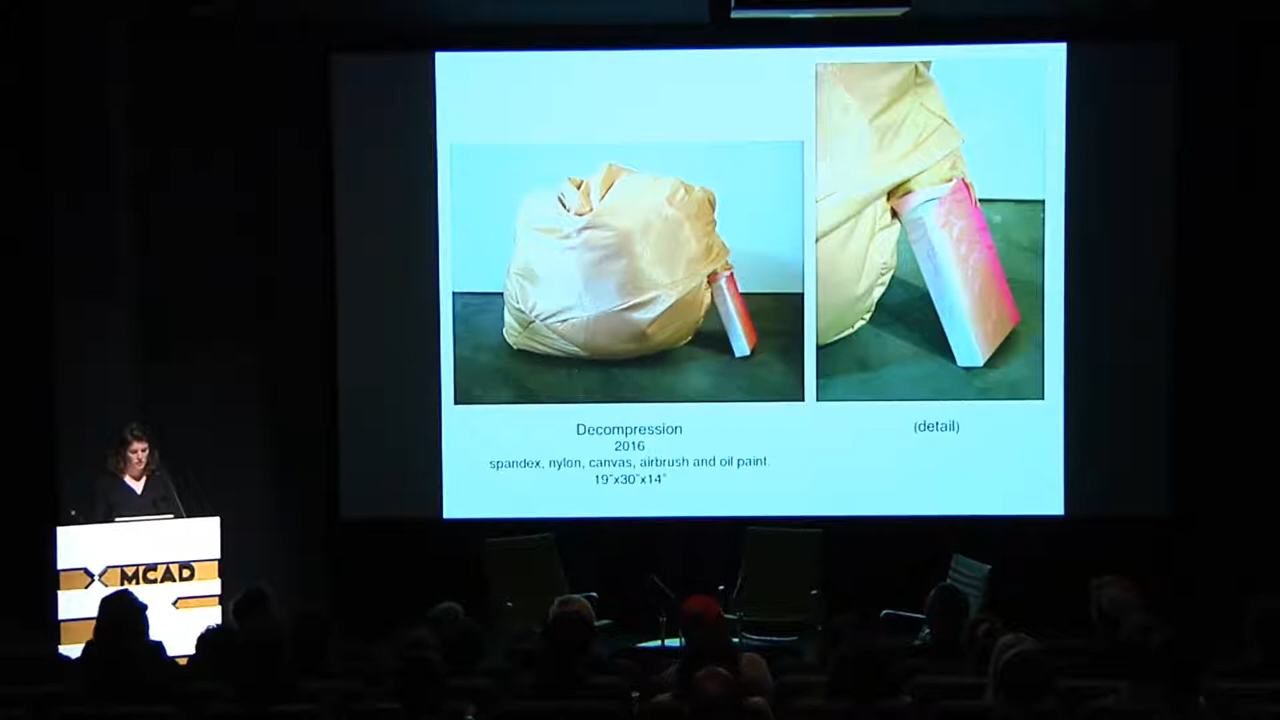 Decompression
2016
spandex, nylon, canvas, airbrush and oil paint.
19"x30"x14"
(detail)
MCAD